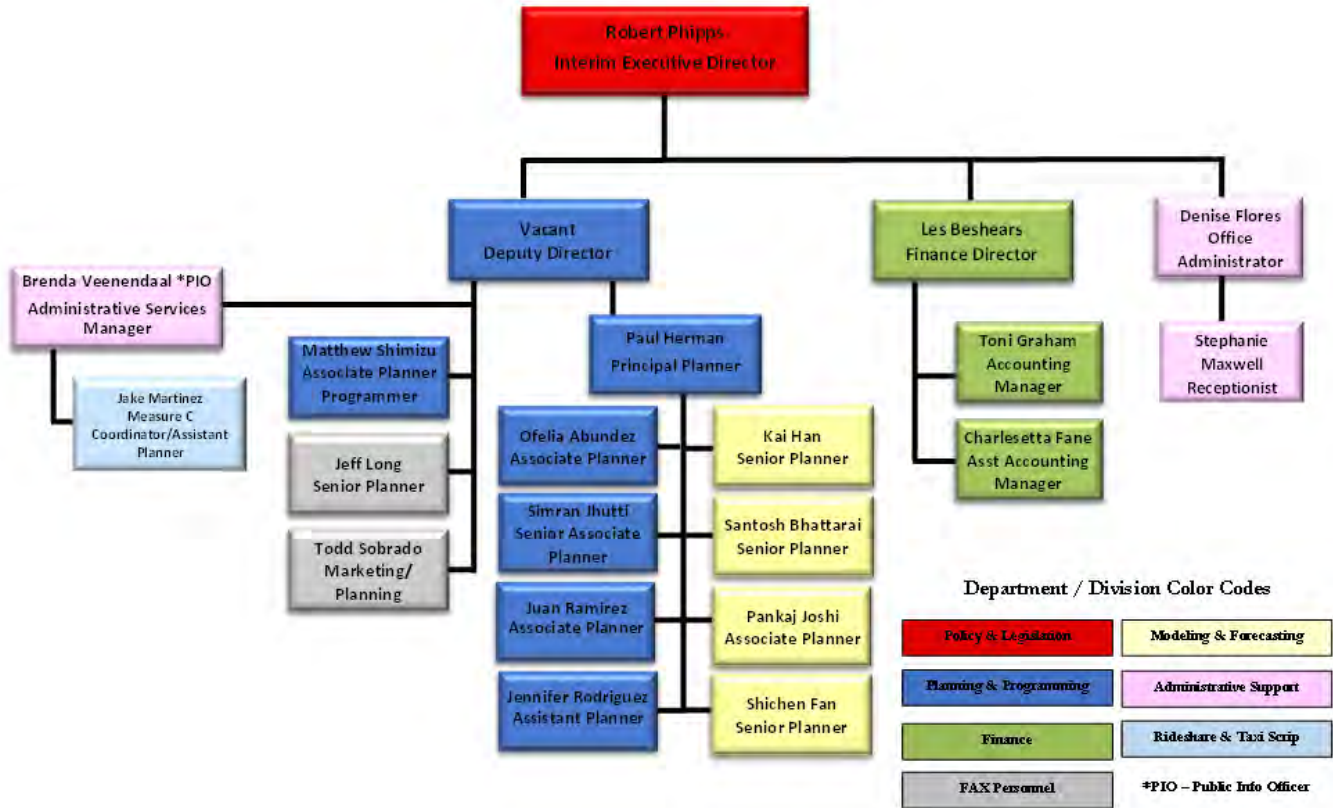 Robert Phipps
Interim Executive Director
Vacant
Deputy Director
Les Beshears
Finance Director
Denise Flores
Office
Administrator
Brenda Veenendaal *PIO
Administrative Services
Manager
Jake Martinez
Measure C
Coordinator/Assistant
Planner
Matthew Shimizu
Associate Planner
Programmer
Jeff Long
Senior Planner
Todd Sobrado
Marketing/
Planning
Paul Herman
Principal Planner
Ofelia Abundez
Associate Planner
Simran Jhutti
Senior Associate
Planner
Juan Ramirez
Associate Planner
Jennifer Rodriguez
Assistant Planner
Kai Han
Senior Planner
Santosh Bhattarai
Senior Planner
Pankaj Joshi
Associate Planner
Shichen Fan
Senior Planner
Toni Graham
Accounting
Manager
Charlesetta Fane
Asst Accounting
Manager
Stephanie
Maxwell
Receptionist
Department / Division Color Codes
Policy & Legislation
Modeling & Forecasting
Planning & Programming
Administrative Support
Finance
Rideshare & Taxi Scrip
FAX Personnel
*PIO – Public Info Officer